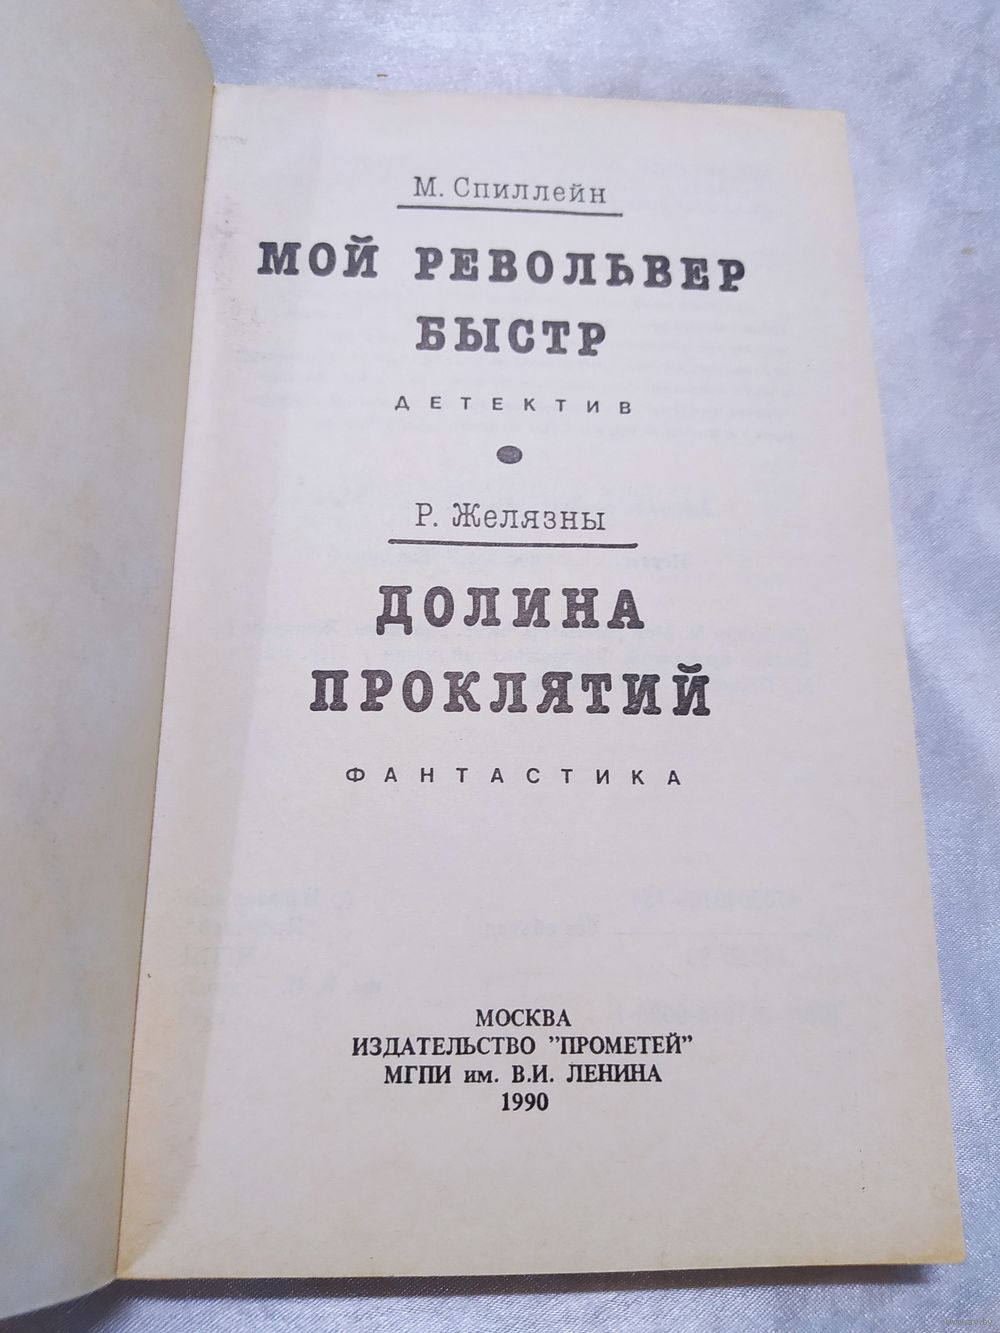 М. Спиллейн
МОЙ РЕВОЛЬВЕР
БЫСТР
ДЕТЕКТИВ
Р. Желязны
ДОЛИНА
ПРОКЛЯТИЙ
ФАНТАСТИКА
МОСКВА
ИЗДАТЕЛЬСТВО "ПРОМЕТЕЙ"
МГПИ им. В.И. ЛЕНИНА
1990